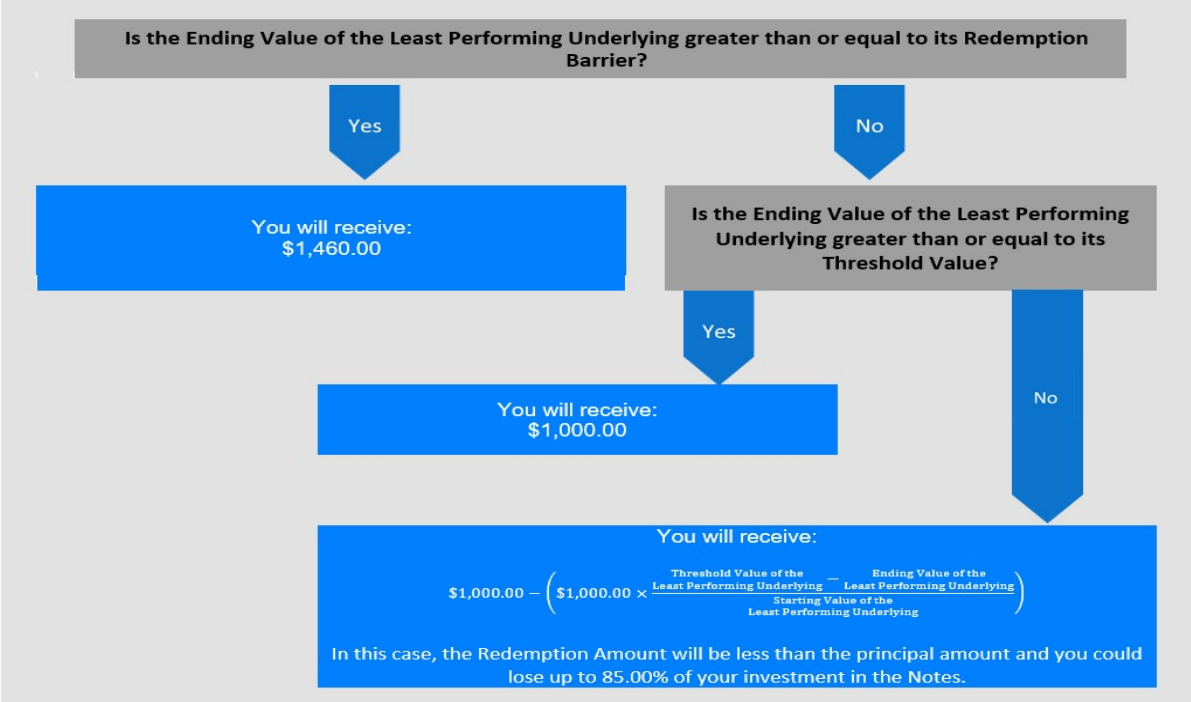 Is the Ending Value of the Least Performing Underlying greater than or equal to its Redemption
Barrier?
Yes
No
You will receive:
$1,460.00
Is the Ending Value of the Least Performing
Underlying greater than or equal to its
Threshold Value?
Yes
No
You will receive:
$1,000.00
You will receive:
$1,000.00 − ($1,000.00 × 
Threshold Value of the
Least Performing Underlying
−
Ending Value of the
Least Performing Underlying
Starting Value of the
Least Performing Underlying
)
In this case, the Redemption Amount will be less than the principal amount and you could
lose up to 85.00% of your investment in the Notes.